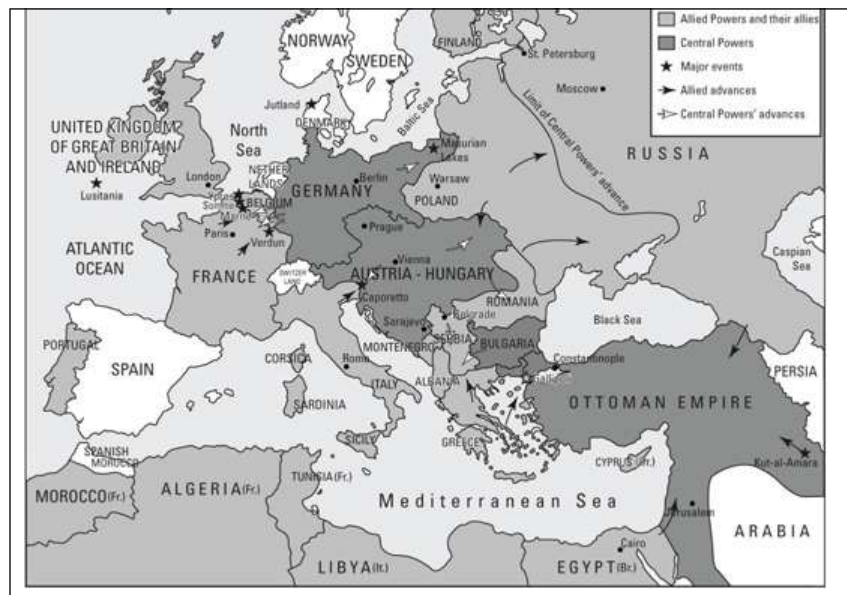 Allied Powers and their allies
Central Powers
Major events
Allied advances
Central Powers' advances
NORWAY
SWEDEN
FINLAND
St. Petersburg
Moscow
Jutland
DENMARK
Baltic Sea
Limit of Central Powers' advance
RUSSIA
UNITED KINGDOM
OF GREAT BRITAIN
AND IRELAND
North
Sea
Lusitania
London
NETHER
LANDS
Masurian
Lakes
Berlin
GERMANY
Warsaw
POLAND
Ypres
Somme
BELGIUM
Marne
Paris
Verdun
Prague
ATLANTIC
OCEAN
FRANCE
SWITZER
LAND
Vienna
AUSTRIA - HUNGARY
Caspian
Sea
Caporetto
ROMANIA
Belgrade
Sarajevo
SERBIA
Black Sea
MONTENEGRO
BULGARIA
PORTUGAL
SPAIN
CORSICA
Rome
ITALY
ALBANIA
Constantinople
PERSIA
SARDINIA
OTTOMAN EMPIRE
SICILY
GREECE
CYPRUS (Br.)
Kut-al-Amara
SPANISH
MOROCCO
MOROCCO (Fr.)
ALGERIA (Fr.)
TUNISIA (Fr.)
Mediterranean Sea
Jerusalem
ARABIA
Cairo
LIBYA (It.)
EGYPT (Br.)